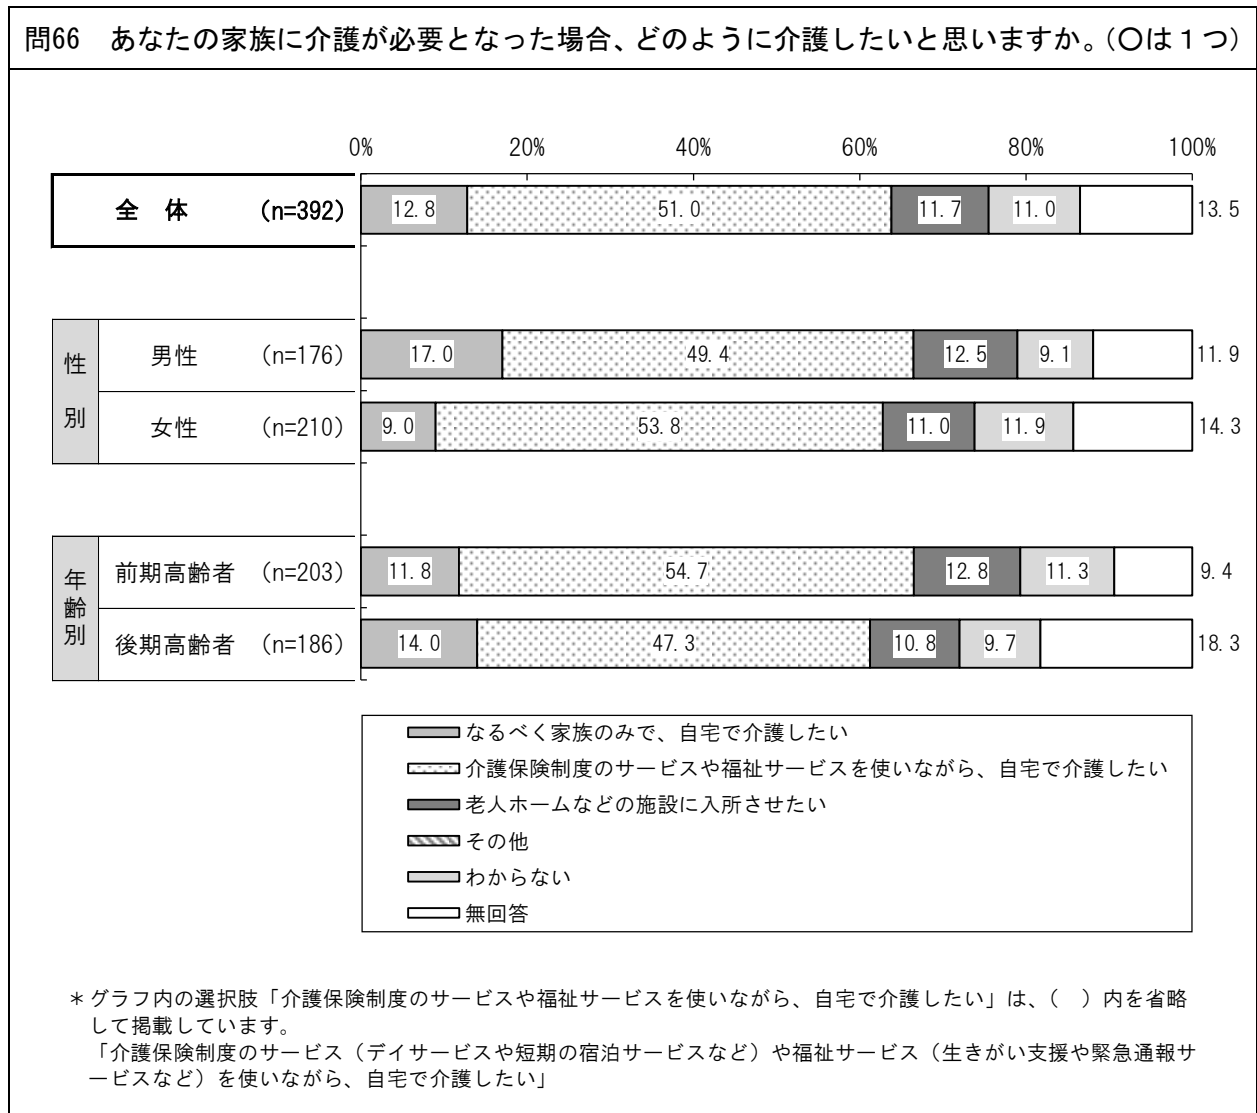 問66 あなたの家族に介護が必要となった場合、どのように介護したいと思いますか。(〇は1つ)
0% 20% 40% 60% 80% 100%
全 体 (n=392) 12.8 51.0 11.7 11.0 13.5
性別
男性 (n=176) 17.0 49.4 12.5 9.1 11.9
女性 (n=210) 9.0 53.8 11.0 11.9 14.3
年齢別
前期高齢者 (n=203) 11.8 54.7 12.8 11.3 9.4
後期高齢者 (n=186) 14.0 47.3 10.8 9.7 18.3
なるべく家族のみで、自宅で介護したい
介護保険制度のサービスや福祉サービスを使いながら、自宅で介護したい
老人ホームなどの施設に入所させたい
その他
わからない
無回答
*グラフ内の選択肢「介護保険制度のサービスや福祉サービスを使いながら、自宅で介護したい」は、( )内を省略
して掲載しています。
「介護保険制度のサービス(デイサービスや短期の宿泊サービスなど)や福祉サービス(生きがい支援や緊急通報サ
ービスなど)を使いながら、自宅で介護したい」